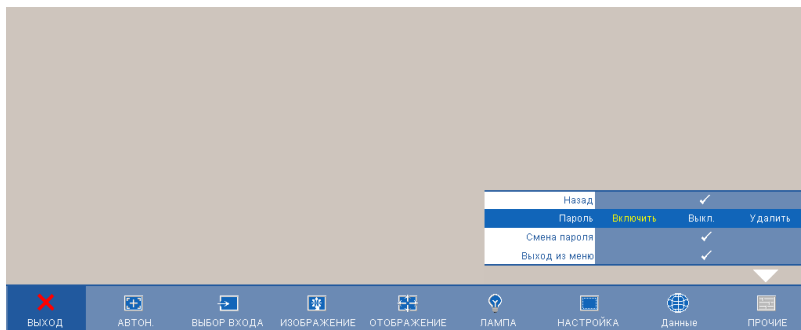 Назад
Пароль Включить Выкл. Удалить
Смена пароля
Выход из меню
ВЫХОД АВТОН. ВЫБОР ВХОДА ИЗОБРАЖЕНИЕ ОТОБРАЖЕНИЕ ЛАМПА НАСТРОЙКА Данные ПРОЧИЕ